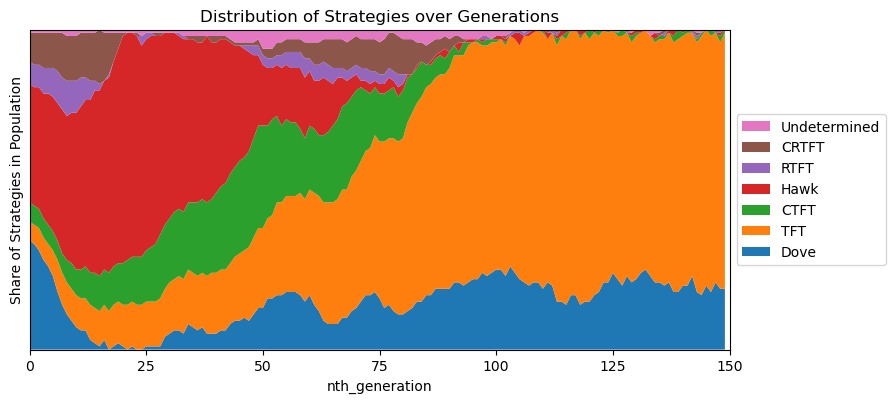 Distribution of Strategies over Generations
Share of Strategies in Population
Undetermined
CRTFT
RTFT
Hawk
CTFT
TFT
Dove
0 25 50 75 100 125 150
nth_generation